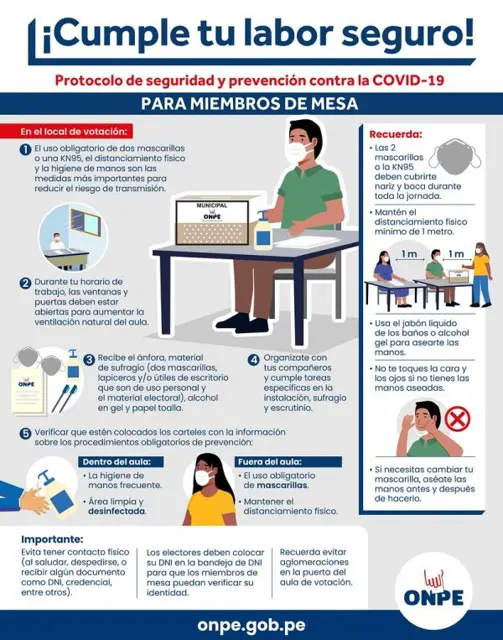 ¡Cumple tu labor seguro!
Protocolo de seguridad y prevención contra la COVID-19
PARA MIEMBROS DE MESA
En el local de votación:
1 El uso obligatorio de dos mascarillas
o una KN95, el distanciamiento físico
y la higiene de manos son las
medidas más importantes para
reducir el riesgo de transmisión.
MUNICIPAL
ONPE
2 Durante tu horario de
trabajo, las ventanas y
puertas deben estar
abiertas para aumentar la
ventilación natural del aula.
ONPE
3 Recibe el ánfora, material
de sufragio (dos mascarillas,
lapiceros y/o útiles de escritorio
que son de uso personal y
el material electoral), alcohol
en gel y papel toalla.
4 Organízate con
tus compañeros
y cumple tareas
específicas en la
instalación, sufragio
y escrutinio.
5 Verificar que estén colocados los carteles con la información
sobre los procedimientos obligatorios de prevención:
Dentro del aula:
• La higiene de
manos frecuente.
• Área limpia y
desinfectada.
Fuera del aula:
• El uso obligatorio
de mascarillas.
• Mantener el
distanciamiento físico.
Recuerda:
• Las 2
mascarillas
o la KN95
deben cubrirte
nariz y boca durante
toda la jornada.
• Mantén el
distanciamiento físico
mínimo de 1 metro.
1 m 1 m
• Usa el jabón líquido
de los baños o alcohol
gel para asearte las
manos.
• No te toques la cara y
los ojos si no tienes las
manos aseadas.
• Si necesitas cambiar tu
mascarilla, aséate las
manos antes y después
de hacerlo.
Importante:
Evita tener contacto físico
(al saludar, despedirse, o
recibir algún documento
como DNI, credencial,
entre otros).
Los electores deben colocar
su DNI en la bandeja de DNI
para que los miembros de
mesa puedan verificar su
identidad.
Recuerda evitar
aglomeraciones
en la puerta del
aula de votación.
ONPE
onpe.gob.pe